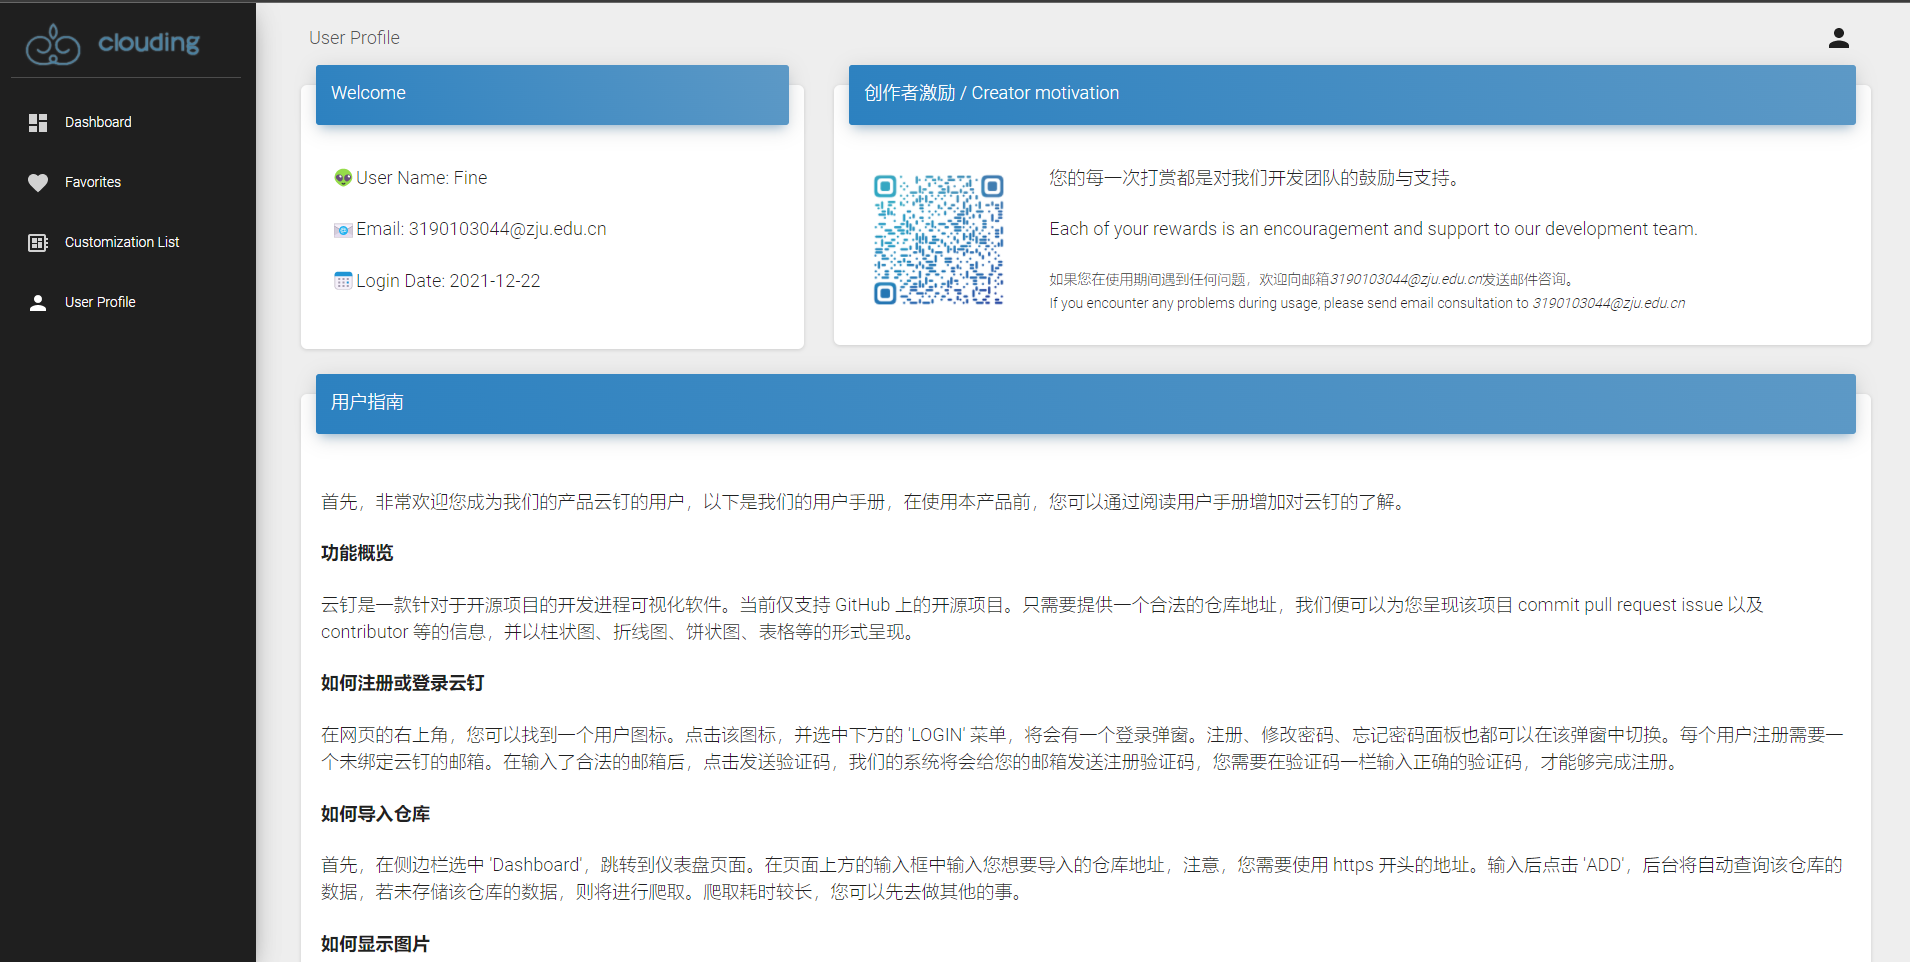 clouding
Dashboard
Favorites
Customization List
User Profile
User Profile
Welcome
User Name: Fine
Email: 3190103044@zju.edu.cn
Login Date: 2021-12-22
创作者激励 / Creator motivation
您的每一次打赏都是对我们开发团队的鼓励与支持。
Each of your rewards is an encouragement and support to our development team.
如果您在使用期间遇到任何问题，欢迎向邮箱3190103044@zju.edu.cn发送邮件咨询。
If you encounter any problems during usage, please send email consultation to 3190103044@zju.edu.cn
用户指南
首先，非常欢迎您成为我们的产品云钉的用户，以下是我们的用户手册，在使用本产品前，您可以通过阅读用户手册增加对云钉的了解。
功能概览
云钉是一款针对于开源项目的开发进程可视化软件。当前仅支持 GitHub 上的开源项目。只需要提供一个合法的仓库地址，我们便可以为您呈现该项目 commit pull request issue 以及
contributor 等的信息，并以柱状图、折线图、饼状图、表格等的形式呈现。
如何注册或登录云钉
在网页的右上角，您可以找到一个用户图标。点击该图标，并选中下方的 'LOGIN' 菜单，将会有一个登录弹窗。注册、修改密码、忘记密码面板也都可以在该弹窗中切换。每个用户注册需要一
个未绑定云钉的邮箱。在输入了合法的邮箱后，点击发送验证码，我们的系统将会给您的邮箱发送注册验证码，您需要在验证码一栏输入正确的验证码，才能够完成注册。
如何导入仓库
首先，在侧边栏选中 'Dashboard'，跳转到仪表盘页面。在页面上方的输入框中输入您想要导入的仓库地址，注意，您需要使用 https 开头的地址。输入后点击 'ADD'，后台将自动查询该仓库的
数据，若未存储该仓库的数据，则将进行爬取。爬取耗时较长，您可以先去做其他的事。
如何显示图片